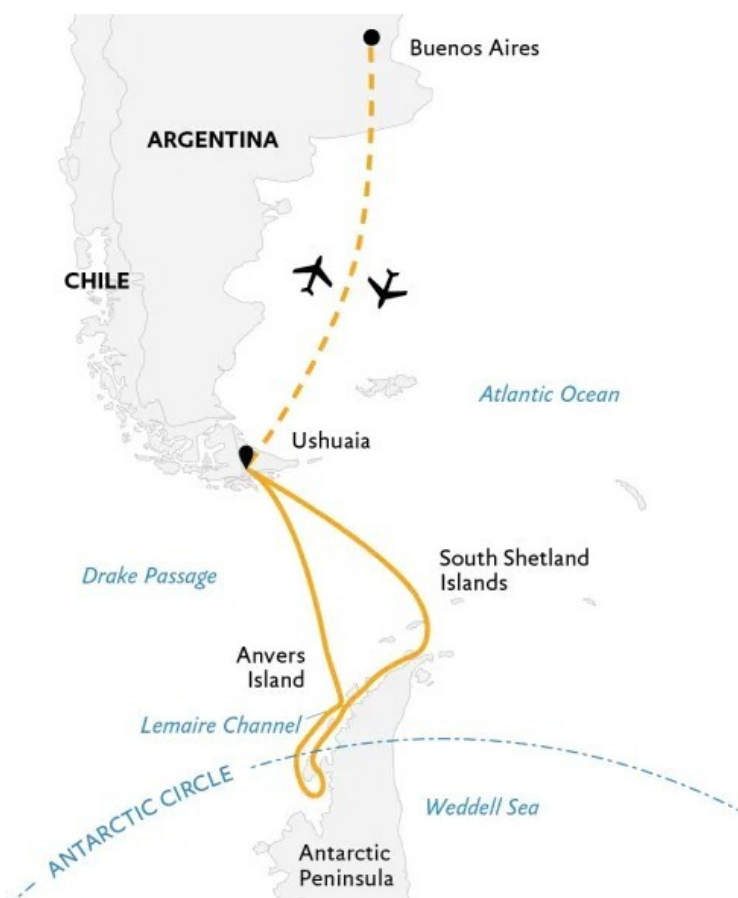 Buenos Aires
ARGENTINA
CHILE
Atlantic Ocean
Ushuaia
South Shetland
Islands
Drake Passage
Anvers
Island
Lemaire Channel
ANTARCTIC CIRCLE
Weddell Sea
Antarctic
Peninsula